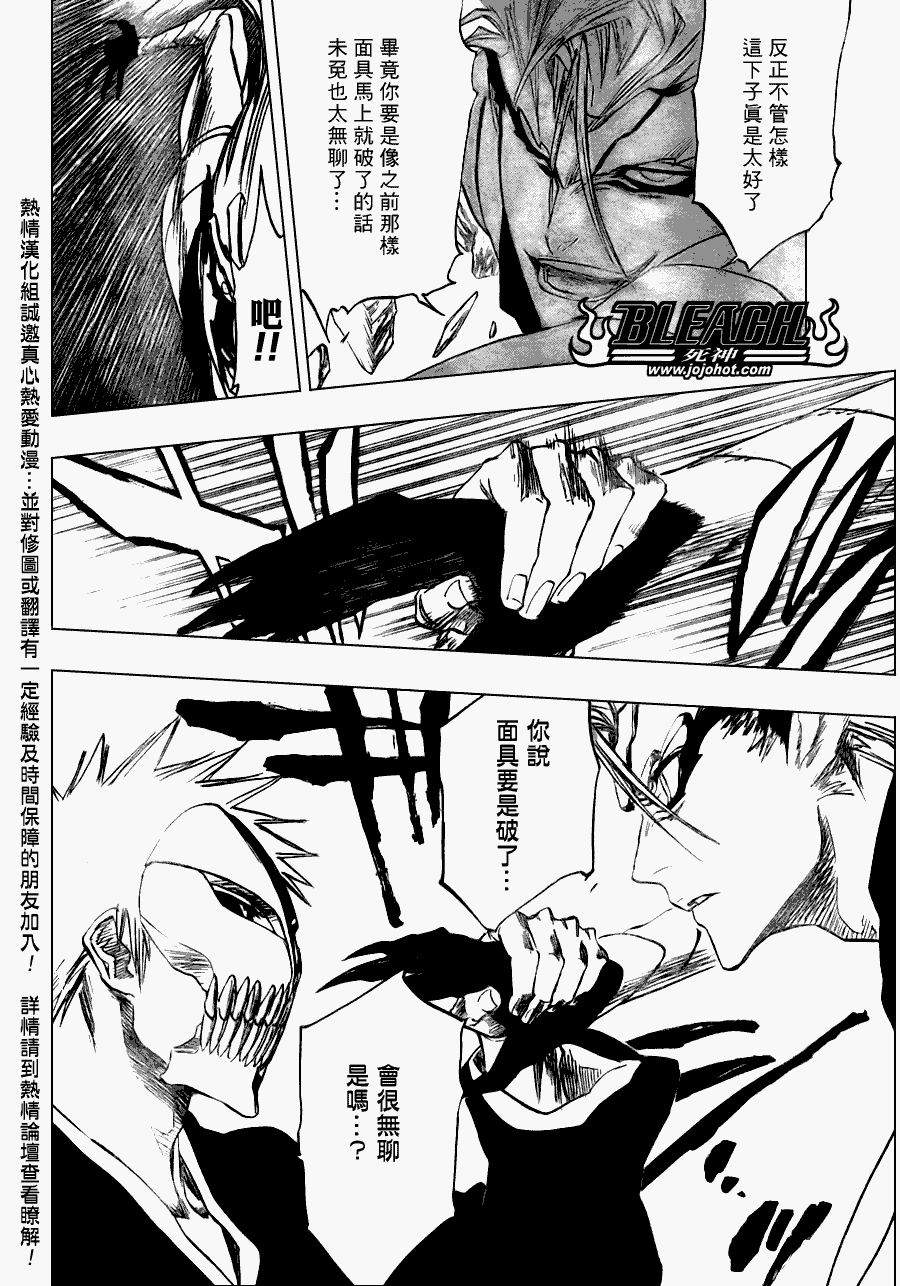 反正不管怎樣
這下子真是太好了
畢竟你要是像之前那樣
面具馬上就破了的話
未免也太無聊了…
吧!!
BLEACH
死神
www.jojohot.com
你說
面具要是破了…
會很無聊
是嗎…？
熱情漢化組誠邀真心熱愛動漫…並對修圖或翻譯有一定經驗及時間保障的朋友加入！ 詳情請到熱情論壇查看瞭解！